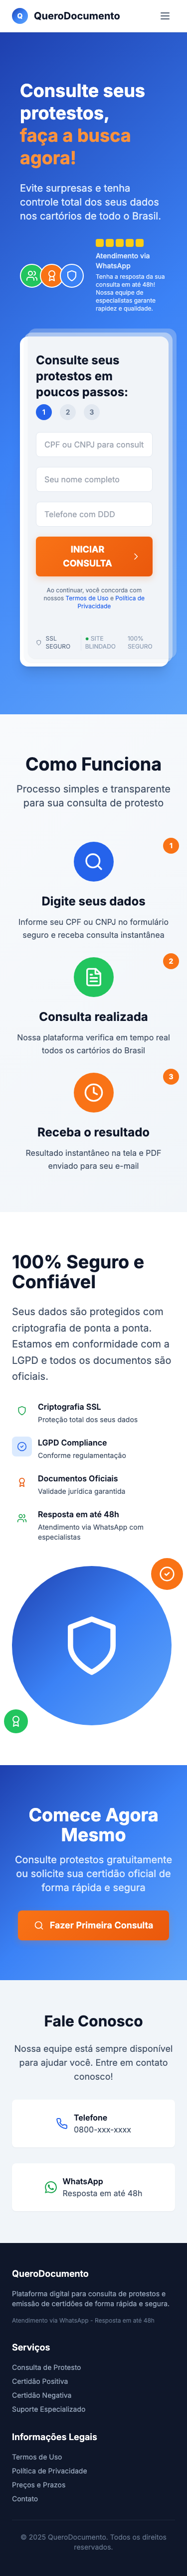 Q QueroDocumento
Consulte seus
protestos,
faça a busca
agora!
Evite surpresas e tenha
controle total dos seus dados
nos cartórios de todo o Brasil.
Atendimento via
WhatsApp
Tenha a resposta da sua
consulta em até 48h!
Nossa equipe de
especialistas garante
rapidez e qualidade.
Consulte seus
protestos em
poucos passos:
1 2 3
CPF ou CNPJ para consult
Seu nome completo
Telefone com DDD
INICIAR
CONSULTA
Ao continuar, você concorda com
nossos Termos de Uso e Política de
Privacidade
SSL
SEGURO
SITE
BLINDADO
100%
SEGURO
Como Funciona
Processo simples e transparente
para sua consulta de protesto
1
Digite seus dados
Informe seu CPF ou CNPJ no formulário
seguro e receba consulta instantânea
2
Consulta realizada
Nossa plataforma verifica em tempo real
todos os cartórios do Brasil
3
Receba o resultado
Resultado instantâneo na tela e PDF
enviado para seu e-mail
100% Seguro e
Confiável
Seus dados são protegidos com
criptografia de ponta a ponta.
Estamos em conformidade com a
LGPD e todos os documentos são
oficiais.
Criptografia SSL
Proteção total dos seus dados
LGPD Compliance
Conforme regulamentação
Documentos Oficiais
Validade jurídica garantida
Resposta em até 48h
Atendimento via WhatsApp com
especialistas
Comece Agora
Mesmo
Consulte protestos gratuitamente
ou solicite sua certidão oficial de
forma rápida e segura
Fazer Primeira Consulta
Fale Conosco
Nossa equipe está sempre disponível
para ajudar você. Entre em contato
conosco!
Telefone
0800-xxx-xxxx
WhatsApp
Resposta em até 48h
QueroDocumento
Plataforma digital para consulta de protestos e
emissão de certidões de forma rápida e segura.
Atendimento via WhatsApp - Resposta em até 48h
Serviços
Consulta de Protesto
Certidão Positiva
Certidão Negativa
Suporte Especializado
Informações Legais
Termos de Uso
Política de Privacidade
Preços e Prazos
Contato
© 2025 QueroDocumento. Todos os direitos
reservados.